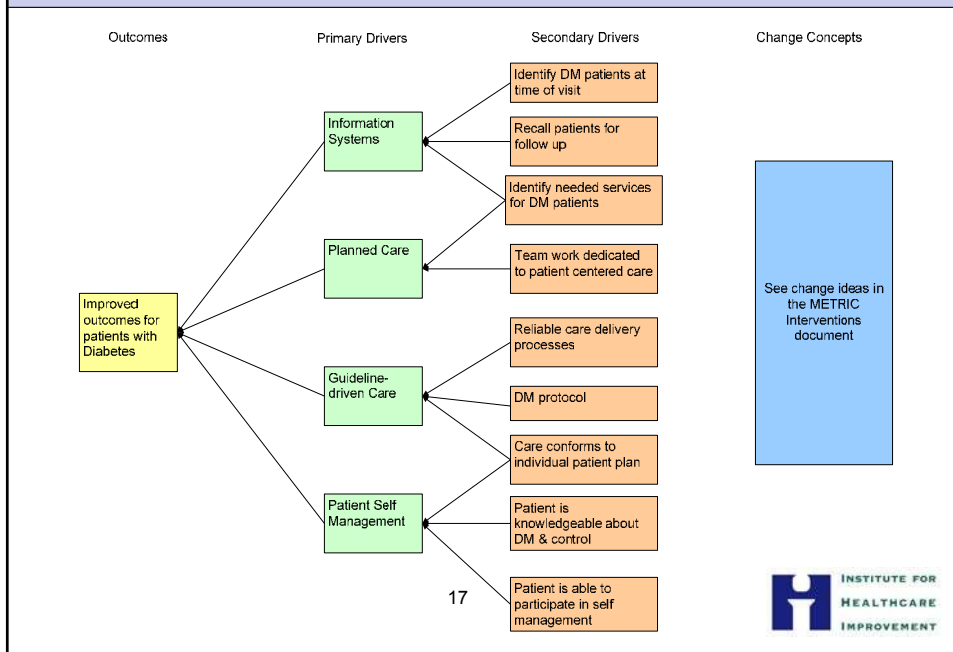 Outcomes
Primary Drivers
Secondary Drivers
Change Concepts
Improved
outcomes for
patients with
Diabetes
Information
Systems
Planned Care
Guideline-
driven Care
Patient Self
Management
Identify DM patients at
time of visit
Recall patients for
follow up
Identify needed services
for DM patients
Team work dedicated
to patient centered care
Reliable care delivery
processes
DM protocol
Care conforms to
individual patient plan
Patient is
knowledgeable about
DM & control
Patient is able to
participate in self
management
See change ideas in
the METRIC
Interventions
document
17
INSTITUTE FOR
HEALTHCARE
IMPROVEMENT